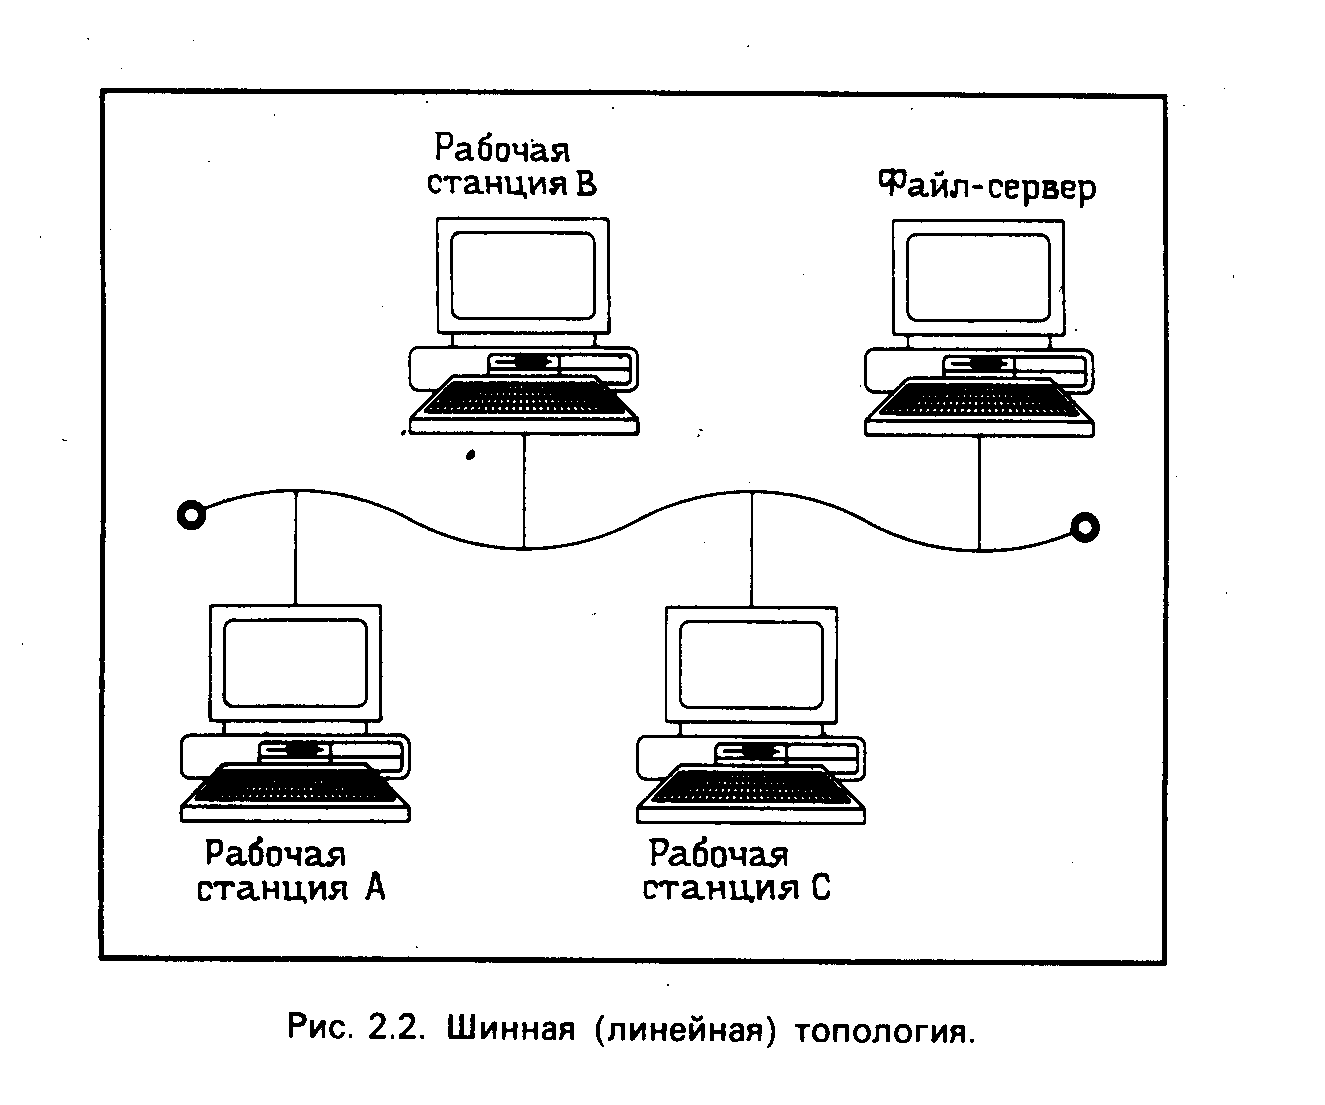 Рабочая
станция В
Файл-сервер
Рабочая
станция А
Рабочая
станция С
Рис. 2.2. Шинная (линейная) топология.